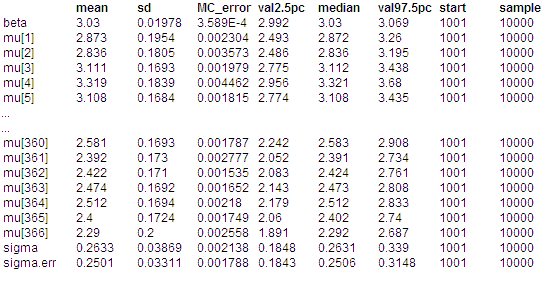 mean sd MC_error val2.5pc median val97.5pc start sample
beta 3.03 0.01978 3.589E-4 2.992 3.03 3.069 1001 10000
mu[1] 2.873 0.1954 0.002304 2.493 2.872 3.26 1001 10000
mu[2] 2.836 0.1805 0.003573 2.486 2.836 3.195 1001 10000
mu[3] 3.111 0.1693 0.001979 2.775 3.112 3.438 1001 10000
mu[4] 3.319 0.1839 0.004462 2.956 3.321 3.68 1001 10000
mu[5] 3.108 0.1684 0.001815 2.774 3.108 3.435 1001 10000
...
...
mu[360] 2.581 0.1693 0.001787 2.242 2.583 2.908 1001 10000
mu[361] 2.392 0.173 0.002777 2.052 2.391 2.734 1001 10000
mu[362] 2.422 0.171 0.001535 2.083 2.424 2.761 1001 10000
mu[363] 2.474 0.1692 0.001652 2.143 2.473 2.808 1001 10000
mu[364] 2.512 0.1694 0.00218 2.179 2.512 2.833 1001 10000
mu[365] 2.4 0.1724 0.001749 2.06 2.402 2.74 1001 10000
mu[366] 2.29 0.2 0.002558 1.891 2.292 2.687 1001 10000
sigma 0.2633 0.03869 0.002138 0.1848 0.2631 0.339 1001 10000
sigma.err 0.2501 0.03311 0.001788 0.1843 0.2506 0.3148 1001 10000